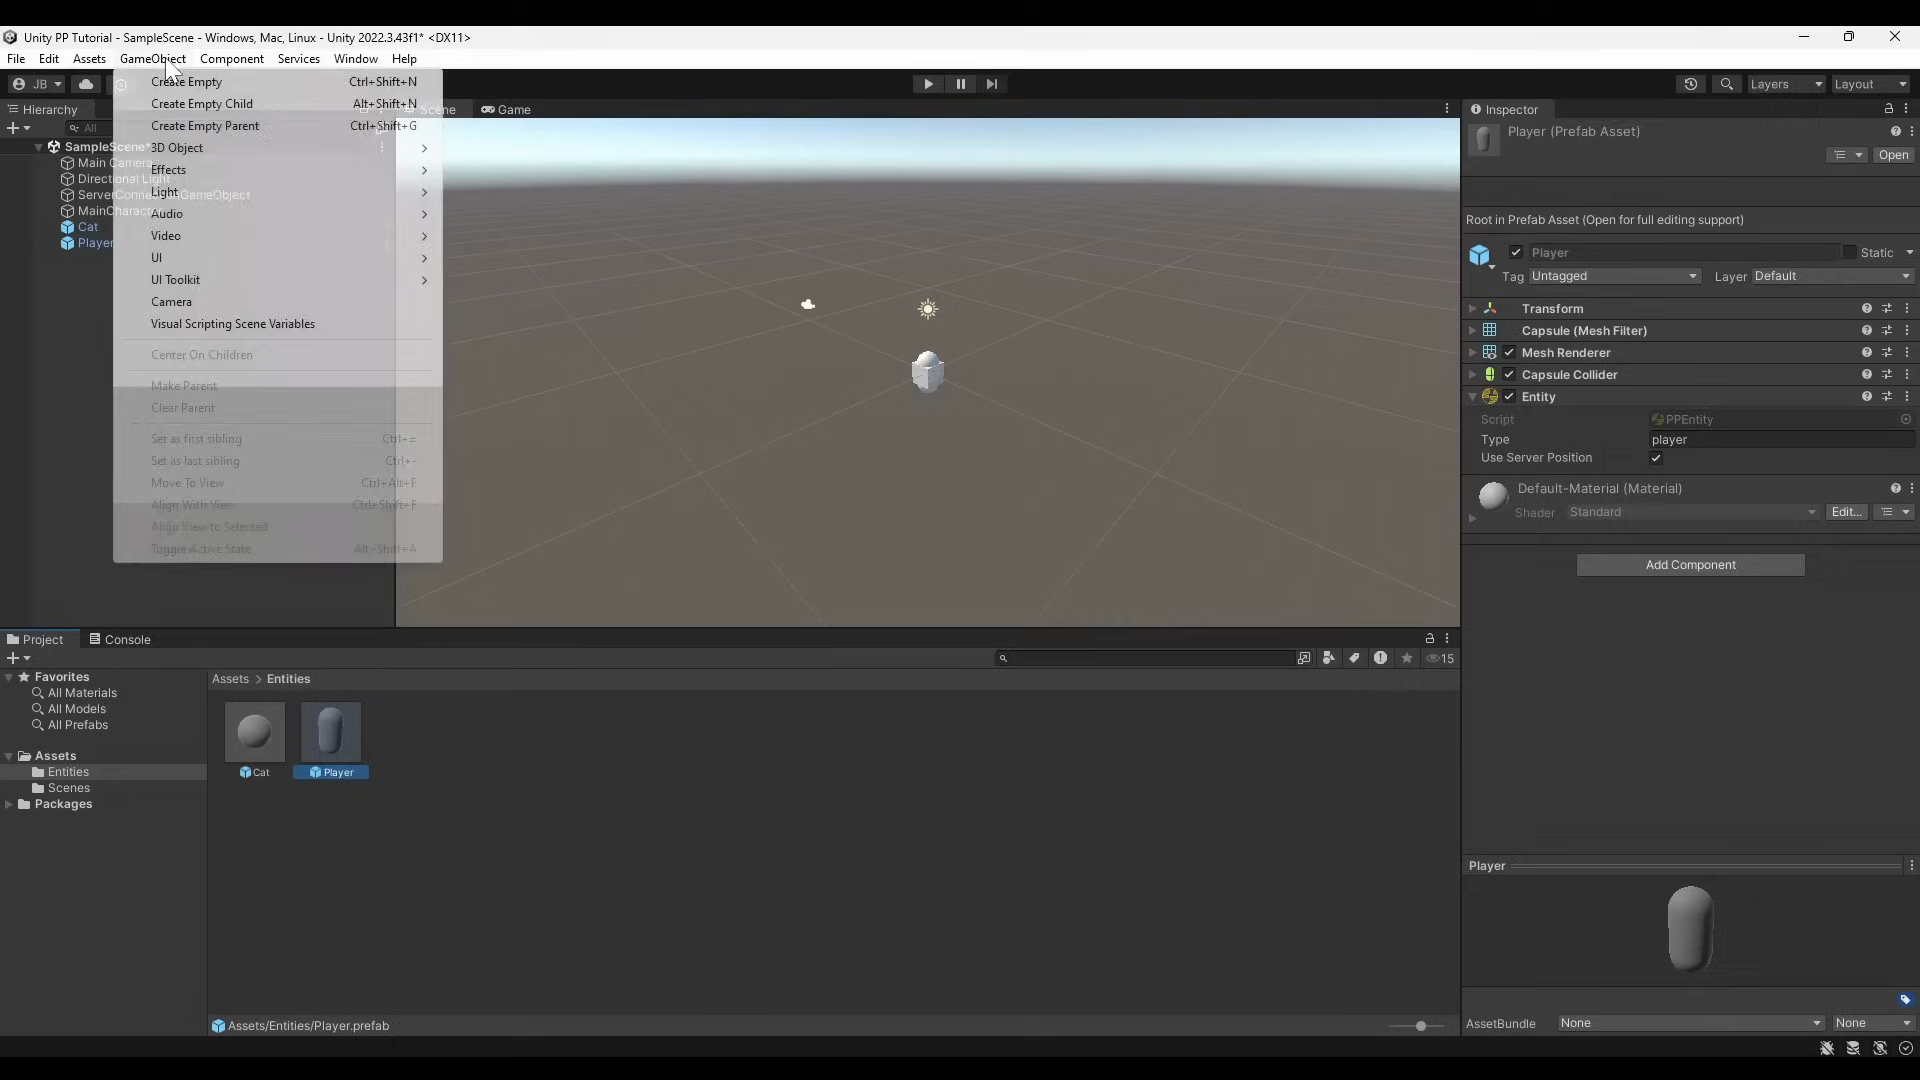 Unity PP Tutorial - SampleScene - Windows, Mac, Linux - Unity 2022.3.43f1* <DX11>
File Edit Assets GameObject Component Services Window Help
JB
Layers
Layout
Hierarchy
All
SampleScene*
Main Camera
Directional Light
ServerConnectionGameObject
MainCharacter
Cat
Player
Create Empty Ctrl+Shift+N
Create Empty Child Alt+Shift+N
Create Empty Parent Ctrl+Shift+G
3D Object
Effects
Light
Audio
Video
UI
UI Toolkit
Camera
Visual Scripting Scene Variables
Center On Children
Make Parent
Clear Parent
Set as first sibling Ctrl+=
Set as last sibling Ctrl+-
Move To View Ctrl+Alt+F
Align With View Ctrl+Shift+F
Align View to Selected
Toggle Active State Alt+Shift+A
Scene
Game
Inspector
Player (Prefab Asset)
Open
Root in Prefab Asset (Open for full editing support)
Player
Static
Tag Untagged
Layer Default
Transform
Capsule (Mesh Filter)
Mesh Renderer
Capsule Collider
Entity
Script PPEntity
Type player
Use Server Position
Default-Material (Material)
Shader Standard
Edit...
Add Component
Project
Console
15
Favorites
All Materials
All Models
All Prefabs
Assets
Entities
Scenes
Packages
Assets > Entities
Cat
Player
Assets/Entities/Player.prefab
Player
AssetBundle None None